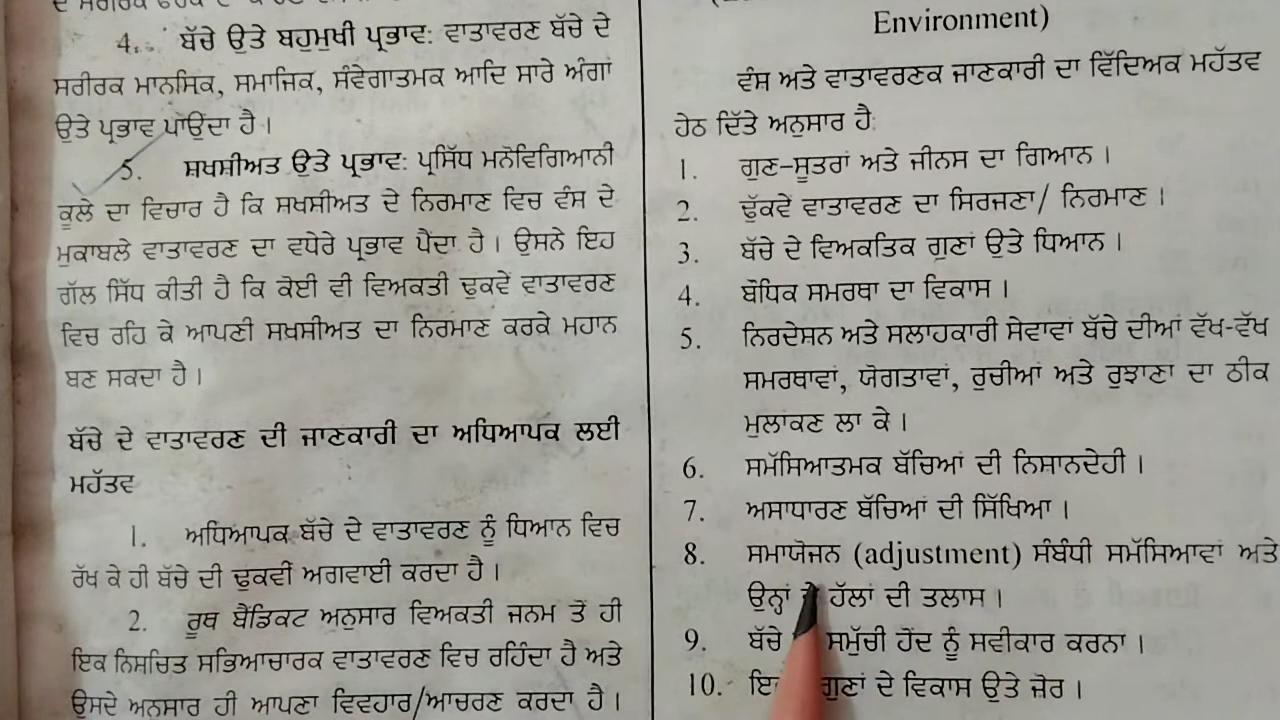 4. ਬੱਚੇ ਉਤੇ ਬਹੁਮੁਖੀ ਪ੍ਰਭਾਵ: ਵਾਤਾਵਰਣ ਬੱਚੇ ਦੇ
ਸਰੀਰਕ ਮਾਨਸਿਕ, ਸਮਾਜਿਕ, ਸੰਵੇਗਾਤਮਕ ਆਦਿ ਸਾਰੇ ਅੰਗਾਂ
ਉਤੇ ਪ੍ਰਭਾਵ ਪਾਉਂਦਾ ਹੈ।
5. ਸ਼ਖਸੀਅਤ ਉਤੇ ਪ੍ਰਭਾਵ: ਪ੍ਰਸਿੱਧ ਮਨੋਵਿਗਿਆਨੀ
ਕੂਲੇ ਦਾ ਵਿਚਾਰ ਹੈ ਕਿ ਸਖਸੀਅਤ ਦੇ ਨਿਰਮਾਣ ਵਿਚ ਵੰਸ ਦੇ
ਮੁਕਾਬਲੇ ਵਾਤਾਵਰਣ ਦਾ ਵਧੇਰੇ ਪ੍ਰਭਾਵ ਪੈਂਦਾ ਹੈ। ਉਸਨੇ ਇਹ
ਗੱਲ ਸਿੱਧ ਕੀਤੀ ਹੈ ਕਿ ਕੋਈ ਵੀ ਵਿਅਕਤੀ ਢੁਕਵੇਂ ਵਾਤਾਵਰਣ
ਵਿਚ ਰਹਿ ਕੇ ਆਪਣੀ ਸਖਸੀਅਤ ਦਾ ਨਿਰਮਾਣ ਕਰਕੇ ਮਹਾਨ
ਬਣ ਸਕਦਾ ਹੈ।
ਬੱਚੇ ਦੇ ਵਾਤਾਵਰਣ ਦੀ ਜਾਣਕਾਰੀ ਦਾ ਅਧਿਆਪਕ ਲਈ
ਮਹੱਤਵ
1. ਅਧਿਆਪਕ ਬੱਚੇ ਦੇ ਵਾਤਾਵਰਣ ਨੂੰ ਧਿਆਨ ਵਿਚ
ਰੱਖ ਕੇ ਹੀ ਬੱਚੇ ਦੀ ਢੁਕਵੀਂ ਅਗਵਾਈ ਕਰਦਾ ਹੈ।
2. ਰੂਥ ਬੈਂਡਿਕਟ ਅਨੁਸਾਰ ਵਿਅਕਤੀ ਜਨਮ ਤੋਂ ਹੀ
ਇਕ ਨਿਸਚਿਤ ਸਭਿਆਚਾਰਕ ਵਾਤਾਵਰਣ ਵਿਚ ਰਹਿੰਦਾ ਹੈ ਅਤੇ
ਉਸਦੇ ਅਨੁਸਾਰ ਹੀ ਆਪਣਾ ਵਿਵਹਾਰ/ਆਚਰਣ ਕਰਦਾ ਹੈ।
Environment)
ਵੰਸ ਅਤੇ ਵਾਤਾਵਰਣਕ ਜਾਣਕਾਰੀ ਦਾ ਵਿੱਦਿਅਕ ਮਹੱਤਵ
ਹੇਠ ਦਿੱਤੇ ਅਨੁਸਾਰ ਹੈ:
1. ਗੁਣ-ਸੂਤਰਾਂ ਅਤੇ ਜੀਨਸ ਦਾ ਗਿਆਨ।
2. ਢੁੱਕਵੇਂ ਵਾਤਾਵਰਣ ਦਾ ਸਿਰਜਣਾ/ ਨਿਰਮਾਣ।
3. ਬੱਚੇ ਦੇ ਵਿਅਕਤਿਕ ਗੁਣਾਂ ਉਤੇ ਧਿਆਨ।
4. ਬੋਧਿਕ ਸਮਰਥਾ ਦਾ ਵਿਕਾਸ।
5. ਨਿਰਦੇਸ਼ਨ ਅਤੇ ਸਲਾਹਕਾਰੀ ਸੇਵਾਵਾਂ ਬੱਚੇ ਦੀਆਂ ਵੱਖ-ਵੱਖ
ਸਮਰਥਾਵਾਂ, ਯੋਗਤਾਵਾਂ, ਰੁਚੀਆਂ ਅਤੇ ਰੁਝਾਣਾ ਦਾ ਠੀਕ
ਮੁਲਾਂਕਣ ਲਾ ਕੇ।
6. ਸਮੱਸਿਆਤਮਕ ਬੱਚਿਆਂ ਦੀ ਨਿਸ਼ਾਨਦੇਹੀ।
7. ਅਸਾਧਾਰਣ ਬੱਚਿਆਂ ਦੀ ਸਿੱਖਿਆ।
8. ਸਮਾਯੋਜਨ (adjustment) ਸੰਬੰਧੀ ਸਮੱਸਿਆਵਾਂ ਅਤੇ
ਉਨ੍ਹਾਂ ਹੱਲਾਂ ਦੀ ਤਲਾਸ।
9. ਬੱਚੇ ਸਮੁੱਚੀ ਹੋਂਦ ਨੂੰ ਸਵੀਕਾਰ ਕਰਨਾ।
10. ਗੁਣਾਂ ਦੇ ਵਿਕਾਸ ਉਤੇ ਜ਼ੋਰ।